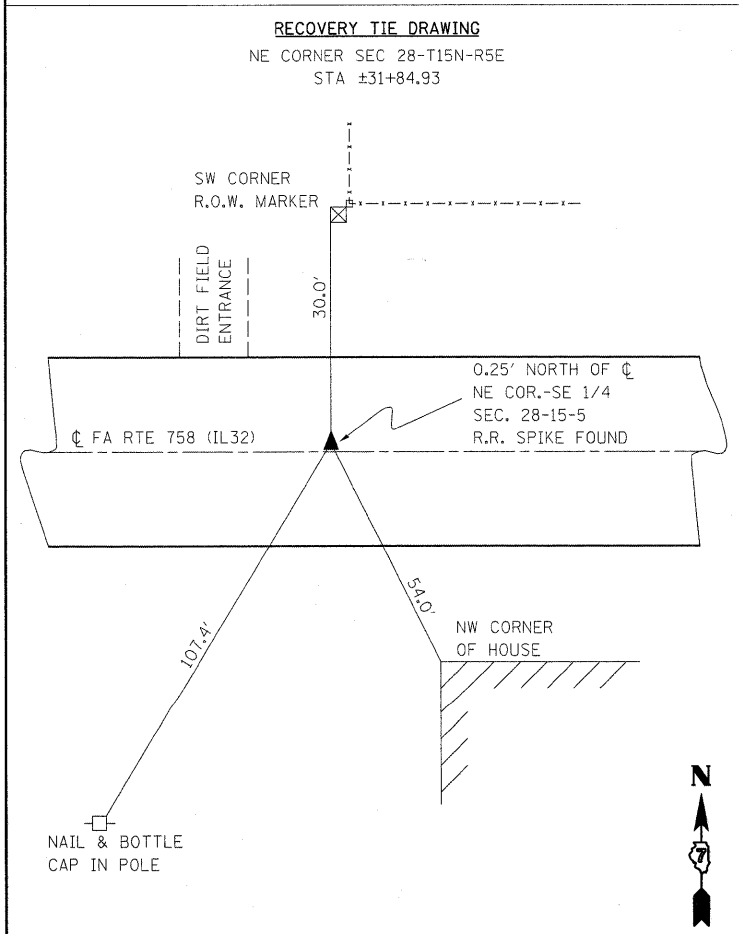 RECOVERY TIE DRAWING
NE CORNER SEC 28-T15N-R5E
STA ±31+84.93
SW CORNER
R.O.W. MARKER
DIRT FIELD
ENTRANCE
30.0'
0.25' NORTH OF ℄
NE COR.-SE 1/4
SEC. 28-15-5
R.R. SPIKE FOUND
℄ FA RTE 758 (IL32)
107.4'
54.0'
NW CORNER
OF HOUSE
NAIL & BOTTLE
CAP IN POLE
N
7